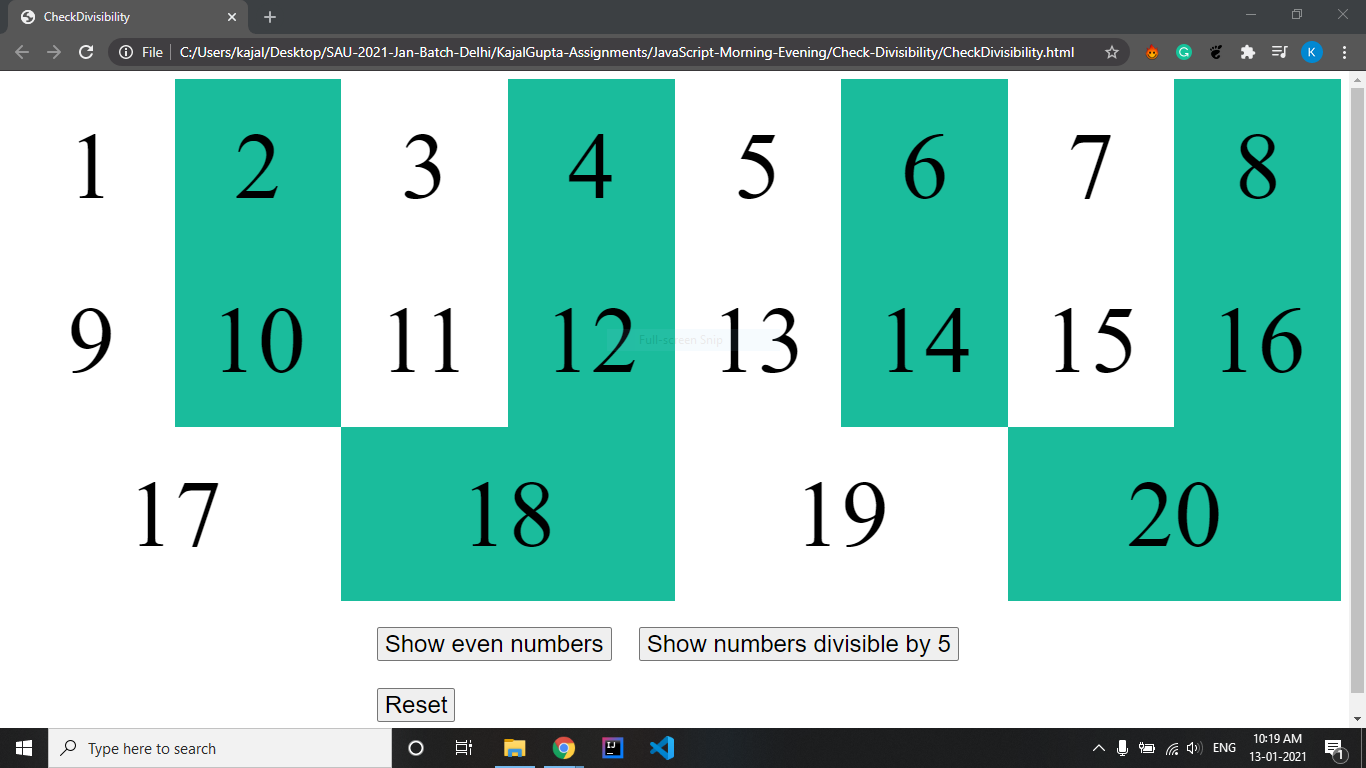 CheckDivisibility
File C:/Users/kajal/Desktop/SAU-2021-Jan-Batch-Delhi/KajalGupta-Assignments/JavaScript-Morning-Evening/Check-Divisibility/CheckDivisibility.html
K
1 2 3 4 5 6 7 8
9 10 11 12 13 14 15 16
Full-screen Snip
17 18 19 20
Show even numbers Show numbers divisible by 5
Reset
Type here to search
ENG
10:19 AM
13-01-2021
1